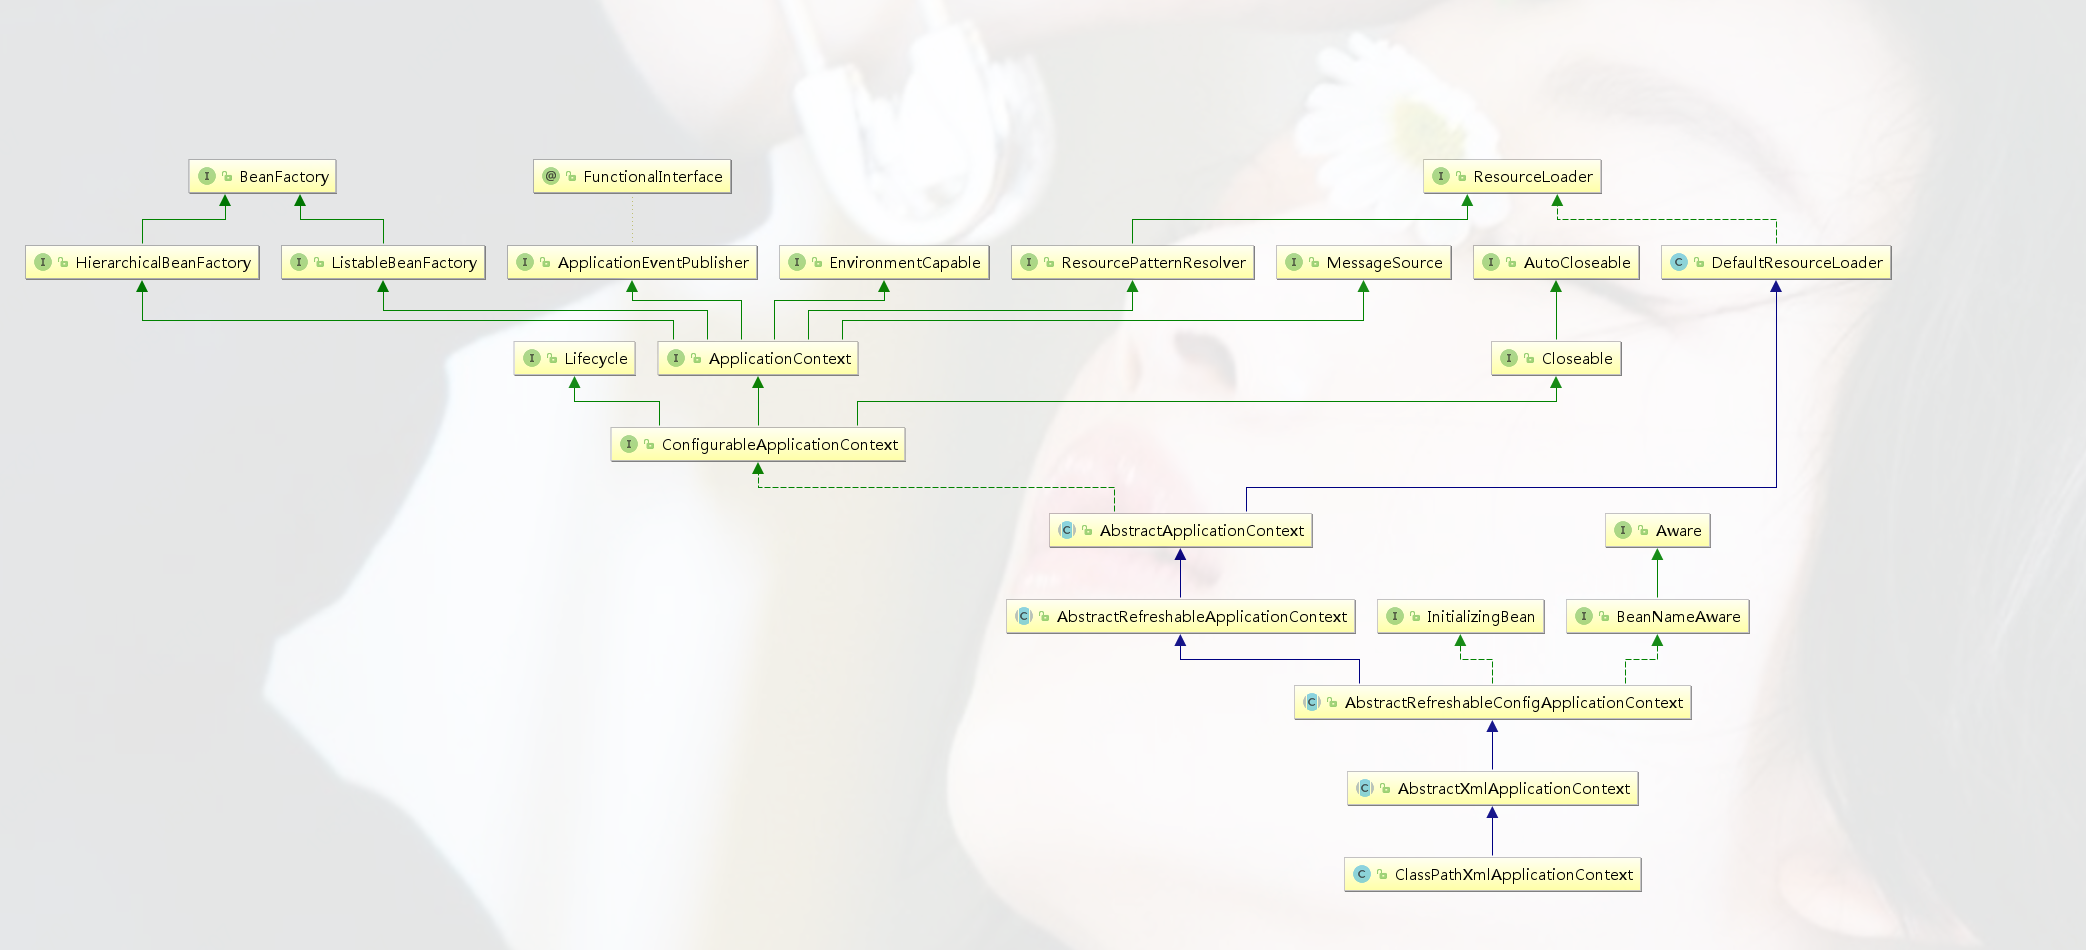 BeanFactory
FunctionalInterface
ResourceLoader
HierarchicalBeanFactory
ListableBeanFactory
ApplicationEventPublisher
EnvironmentCapable
ResourcePatternResolver
MessageSource
AutoCloseable
DefaultResourceLoader
Lifecycle
ApplicationContext
Closeable
ConfigurableApplicationContext
AbstractApplicationContext
Aware
AbstractRefreshableApplicationContext
InitializingBean
BeanNameAware
AbstractRefreshableConfigApplicationContext
AbstractXmlApplicationContext
ClassPathXmlApplicationContext